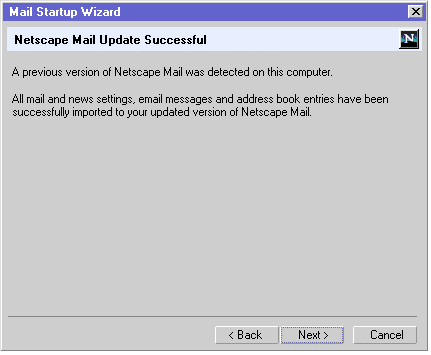 Mail Startup Wizard
Netscape Mail Update Successful
N
A previous version of Netscape Mail was detected on this computer.
All mail and news settings, email messages and address book entries have been
successfully imported to your updated version of Netscape Mail.
< Back
Next >
Cancel